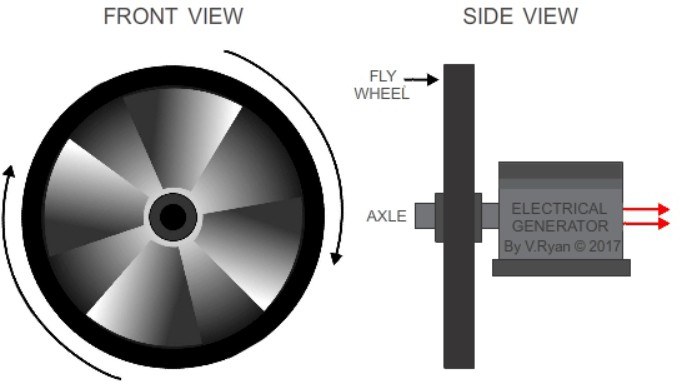 FRONT VIEW
SIDE VIEW
FLY
WHEEL
AXLE
ELECTRICAL
GENERATOR
By V.Ryan © 2017